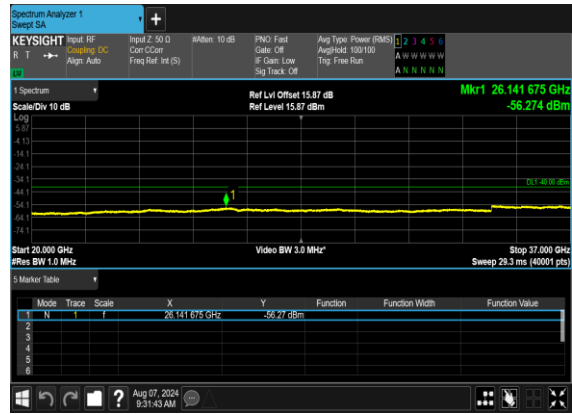 Spectrum Analyzer 1
Swept SA
+
KEYSIGHT Input: RF Input Z: 50 Ω #Atten: 10 dB PNO: Fast Avg Type: Power (RMS) 1 2 3 4 5 6
R T Coupling: DC Corr CCorr Gate: Off Avg|Hold: 100/100 A W W W W W
Align: Auto Freq Ref: Int (S) IF Gain: Low Trig: Free Run
Sig Track: Off A N N N N N
1 Spectrum Ref Lvl Offset 15.87 dB Mkr1 26.141 675 GHz
Scale/Div 10 dB Ref Level 15.87 dBm -56.274 dBm
Log
5.87
-4.13
-14.1
-24.1
-34.1
DL1 -40.00 dBm
-44.1
1
-54.1
-64.1
-74.1
Start 20.000 GHz Video BW 3.0 MHz* Stop 37.000 GHz
#Res BW 1.0 MHz Sweep 29.3 ms (40001 pts)
5 Marker Table
Mode Trace Scale X Y Function Function Width Function Value
1 N 1 f 26.141 675 GHz -56.27 dBm
2
3
4
5
6
? Aug 07, 2024
9:31:43 AM